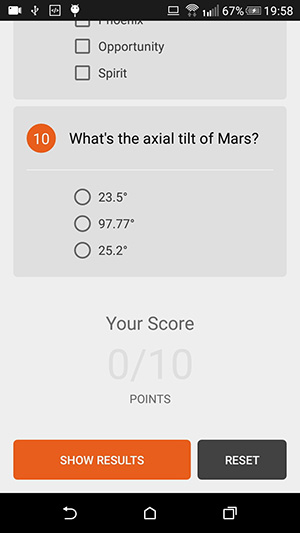 67% 19:58
Phoenix
Opportunity
Spirit
10 What's the axial tilt of Mars?
23.5°
97.77°
25.2°
Your Score
0/10
POINTS
SHOW RESULTS RESET